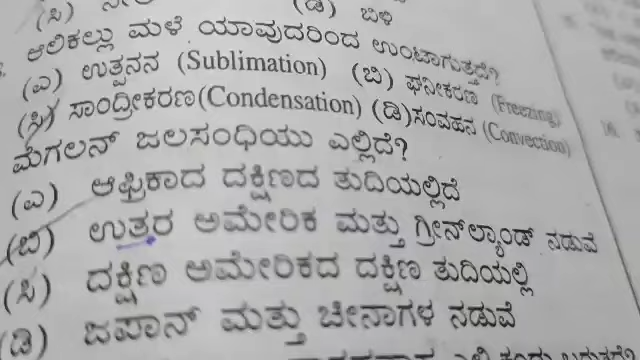 (ಡಿ) ಬಿಳಿ
ಆಲಿಕಲ್ಲು ಮಳೆ ಯಾವುದರಿಂದ ಉಂಟಾಗುತ್ತದೆ?
(ಎ) ಉತ್ಪನನ (Sublimation) (ಬಿ) ಘನೀಕರಣ (Freezing)
(ಸಿ) ಸಾಂದ್ರೀಕರಣ(Condensation) (ಡಿ)ಸಂವಹನ (Convection)
ಮೆಗಲನ್ ಜಲಸಂಧಿಯು ಎಲ್ಲಿದೆ?
(ಎ) ಆಫ್ರಿಕಾದ ದಕ್ಷಿಣದ ತುದಿಯಲ್ಲಿದೆ
(ಬಿ) ಉತ್ತರ ಅಮೇರಿಕ ಮತ್ತು ಗ್ರೀನ್‌ಲ್ಯಾಂಡ್ ನಡುವೆ
(ಸಿ) ದಕ್ಷಿಣ ಅಮೇರಿಕದ ದಕ್ಷಿಣ ತುದಿಯಲ್ಲಿ
(ಡಿ) ಜಪಾನ್ ಮತ್ತು ಚೀನಾಗಳ ನಡುವೆ